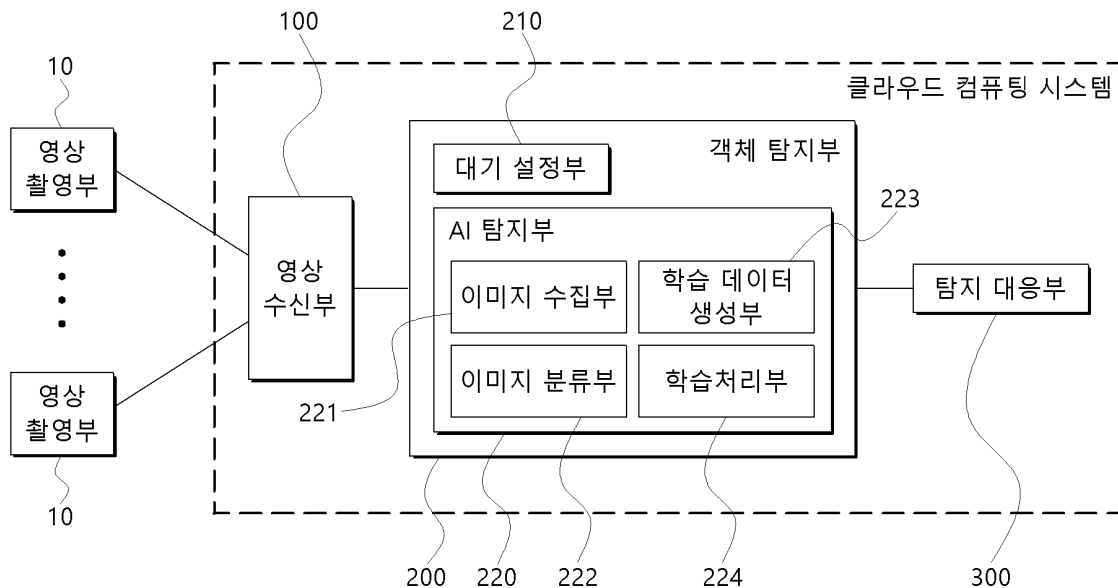 100
210
10
클라우드 컴퓨팅 시스템
영상
촬영부
객체 탐지부
대기 설정부
223
AI 탐지부
영상
수신부
이미지 수집부
학습 데이터
생성부
탐지 대응부
이미지 분류부
학습처리부
영상
촬영부
221
10
200
220
222
224
300